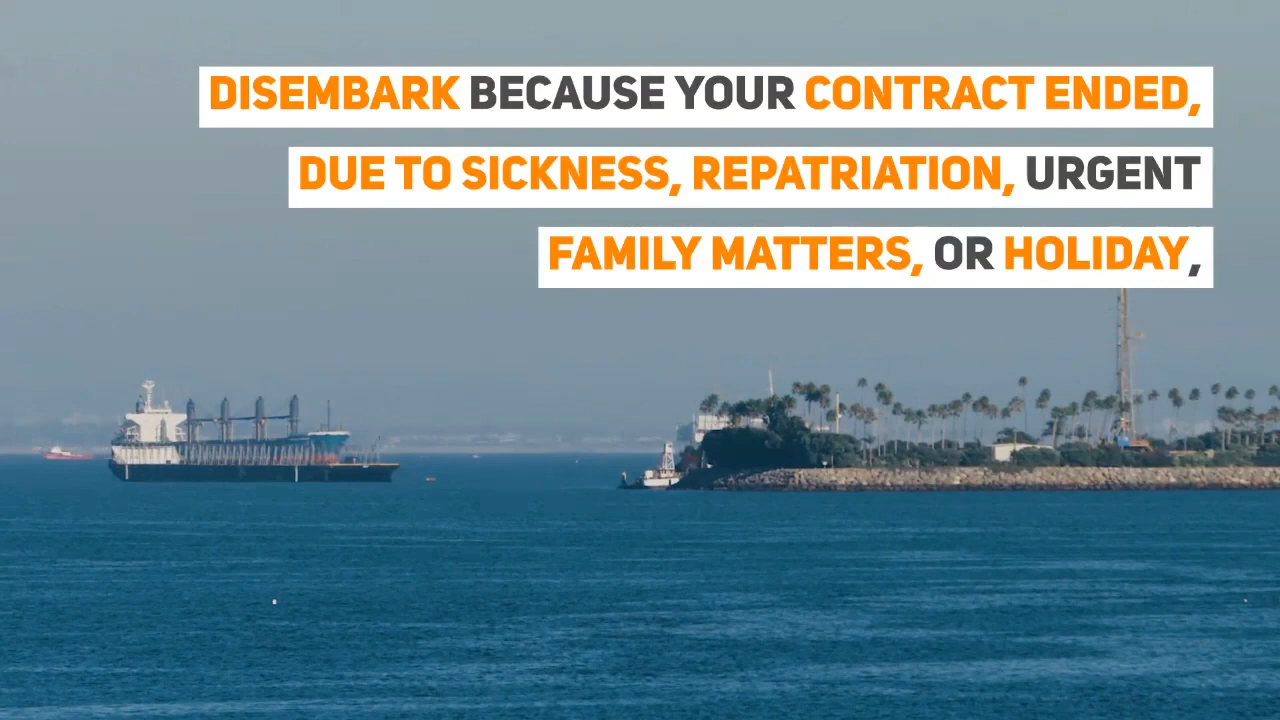 DISEMBARK BECAUSE YOUR CONTRACT ENDED,
DUE TO SICKNESS, REPATRIATION, URGENT
FAMILY MATTERS, OR HOLIDAY,